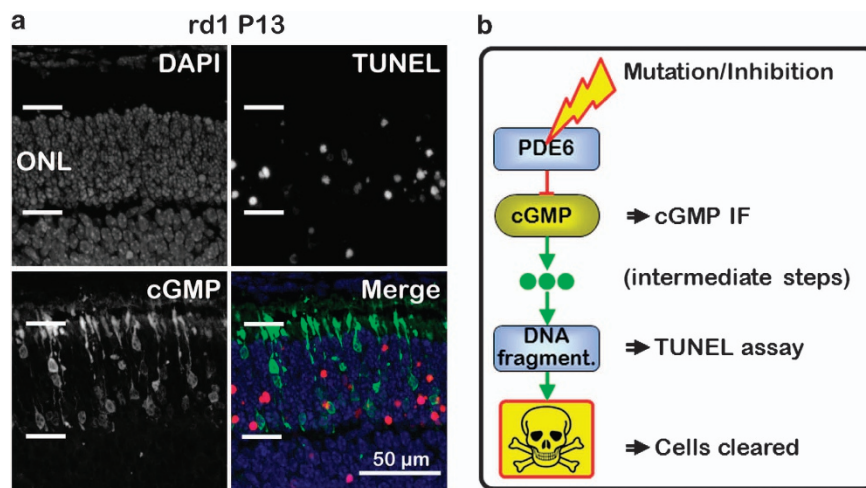 a
rd1 P13
DAPI
TUNEL
ONL
cGMP
Merge
50 µm
b
Mutation/Inhibition
PDE6
cGMP
cGMP IF
(intermediate steps)
DNA
fragment.
TUNEL assay
Cells cleared